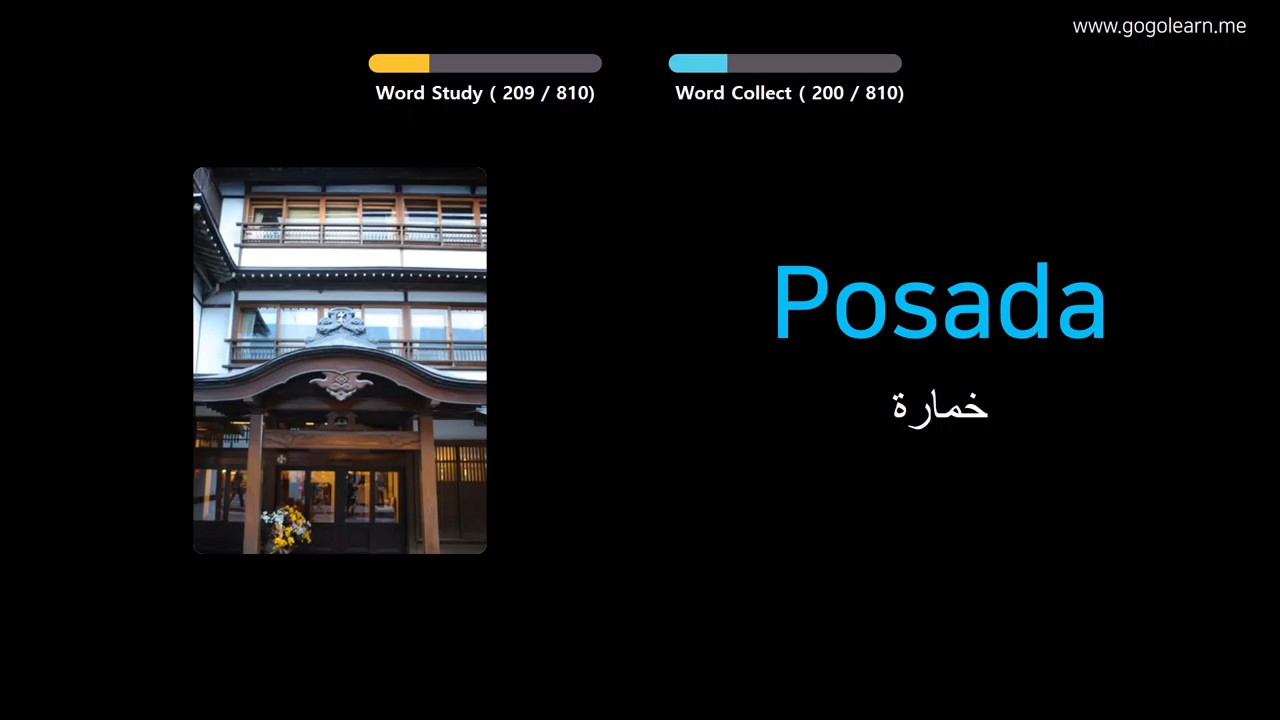 www.gogolearn.me
Word Study ( 209 / 810)
Word Collect ( 200 / 810)
Posada
خمارة